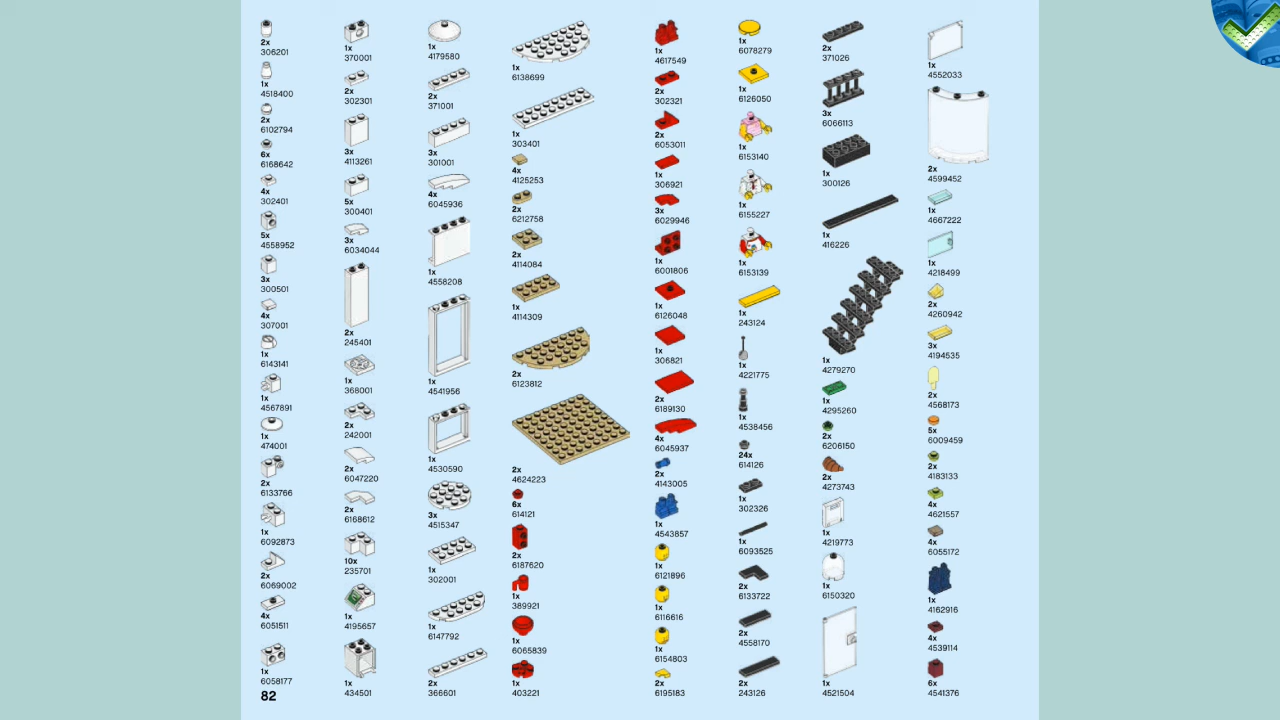 2x
306201
1x
4518400
2x
6102794
6x
6168642
4x
302401
5x
4558952
3x
300501
4x
307001
1x
6143141
1x
4567891
1x
474001
2x
6133766
1x
6092873
2x
6069002
4x
6051511
1x
6058177
82
1x
370001
2x
302301
3x
4113261
5x
300401
3x
6034044
2x
245401
1x
368001
2x
242001
2x
6047220
2x
6168612
10x
235701
1x
4195657
1x
434501
1x
4179580
2x
371001
3x
301001
4x
6045936
1x
4558208
1x
4541956
1x
4530590
3x
4515347
1x
302001
1x
6147792
2x
366601
1x
6138699
1x
303401
4x
4125253
2x
6212758
2x
4114084
1x
4114309
2x
6123812
2x
4624223
6x
614121
2x
6187620
1x
389921
1x
6065839
1x
403221
1x
4617549
2x
302321
2x
6053011
1x
306921
3x
6029946
1x
6001806
1x
6126048
1x
306821
2x
6189130
4x
6045937
2x
4143005
1x
4543857
1x
6121896
1x
6116616
1x
6154803
2x
6195183
1x
6078279
1x
6126050
1x
6153140
1x
6155227
1x
6153139
1x
243124
1x
4221775
1x
4538456
24x
614126
1x
302326
1x
6093525
2x
6133722
2x
4558170
2x
243126
2x
371026
3x
6066113
1x
300126
1x
416226
1x
4279270
1x
4295260
2x
6206150
2x
4273743
1x
4219773
1x
6150320
1x
4521504
1x
4552033
2x
4599452
1x
4667222
1x
4218499
2x
4260942
3x
4194535
2x
4568173
5x
6009459
2x
4183133
4x
4621557
4x
6055172
1x
4162916
4x
4539114
6x
4541376